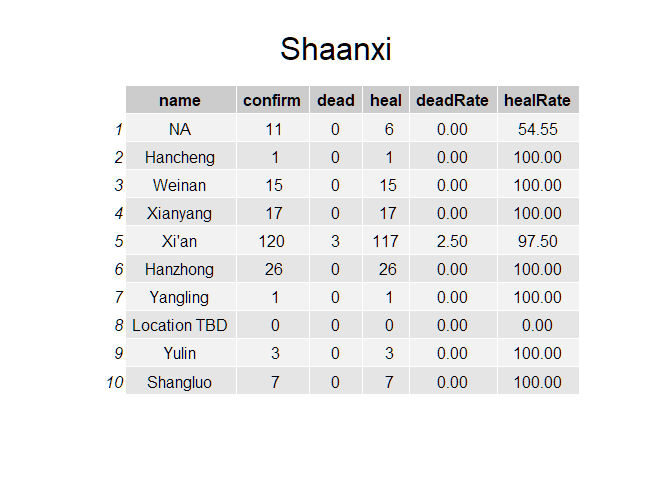 Shaanxi
name confirm dead heal deadRate healRate
1 NA 11 0 6 0.00 54.55
2 Hancheng 1 0 1 0.00 100.00
3 Weinan 15 0 15 0.00 100.00
4 Xianyang 17 0 17 0.00 100.00
5 Xi'an 120 3 117 2.50 97.50
6 Hanzhong 26 0 26 0.00 100.00
7 Yangling 1 0 1 0.00 100.00
8 Location TBD 0 0 0 0.00 0.00
9 Yulin 3 0 3 0.00 100.00
10 Shangluo 7 0 7 0.00 100.00